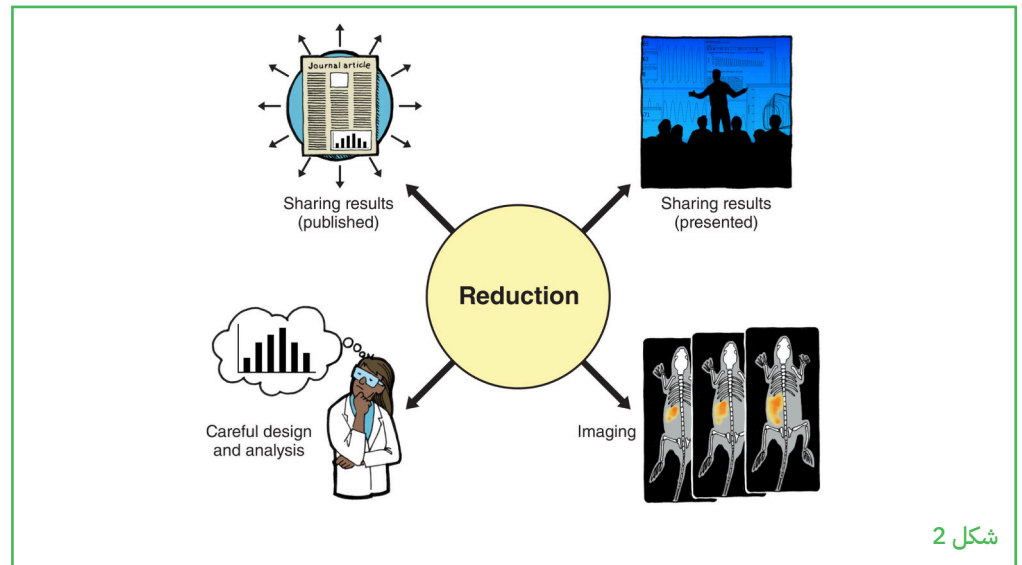 Journal article
Sharing results
(published)
Sharing results
(presented)
Reduction
Careful design
and analysis
Imaging
شكل 2